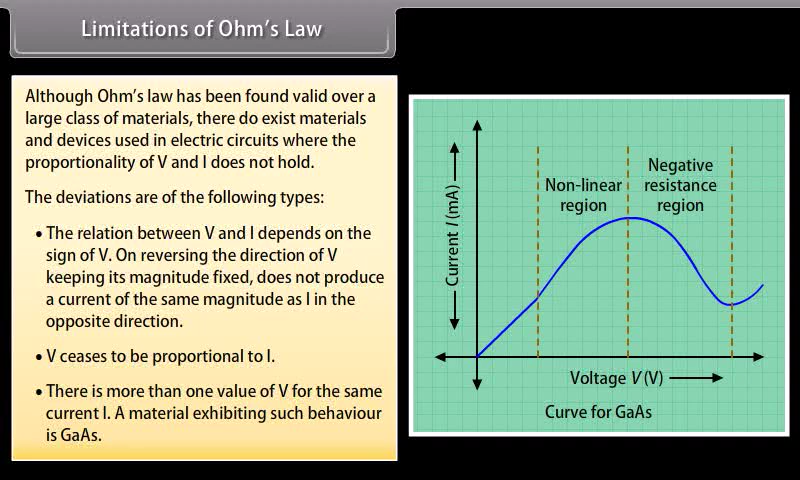 Limitations of Ohm's Law
Although Ohm's law has been found valid over a
large class of materials, there do exist materials
and devices used in electric circuits where the
proportionality of V and I does not hold.
The deviations are of the following types:
• The relation between V and I depends on the
sign of V. On reversing the direction of V
keeping its magnitude fixed, does not produce
a current of the same magnitude as I in the
opposite direction.
• V ceases to be proportional to I.
• There is more than one value of V for the same
current I. A material exhibiting such behaviour
is GaAs.
Current I (mA)
Non-linear
region
Negative
resistance
region
Voltage V (V)
Curve for GaAs